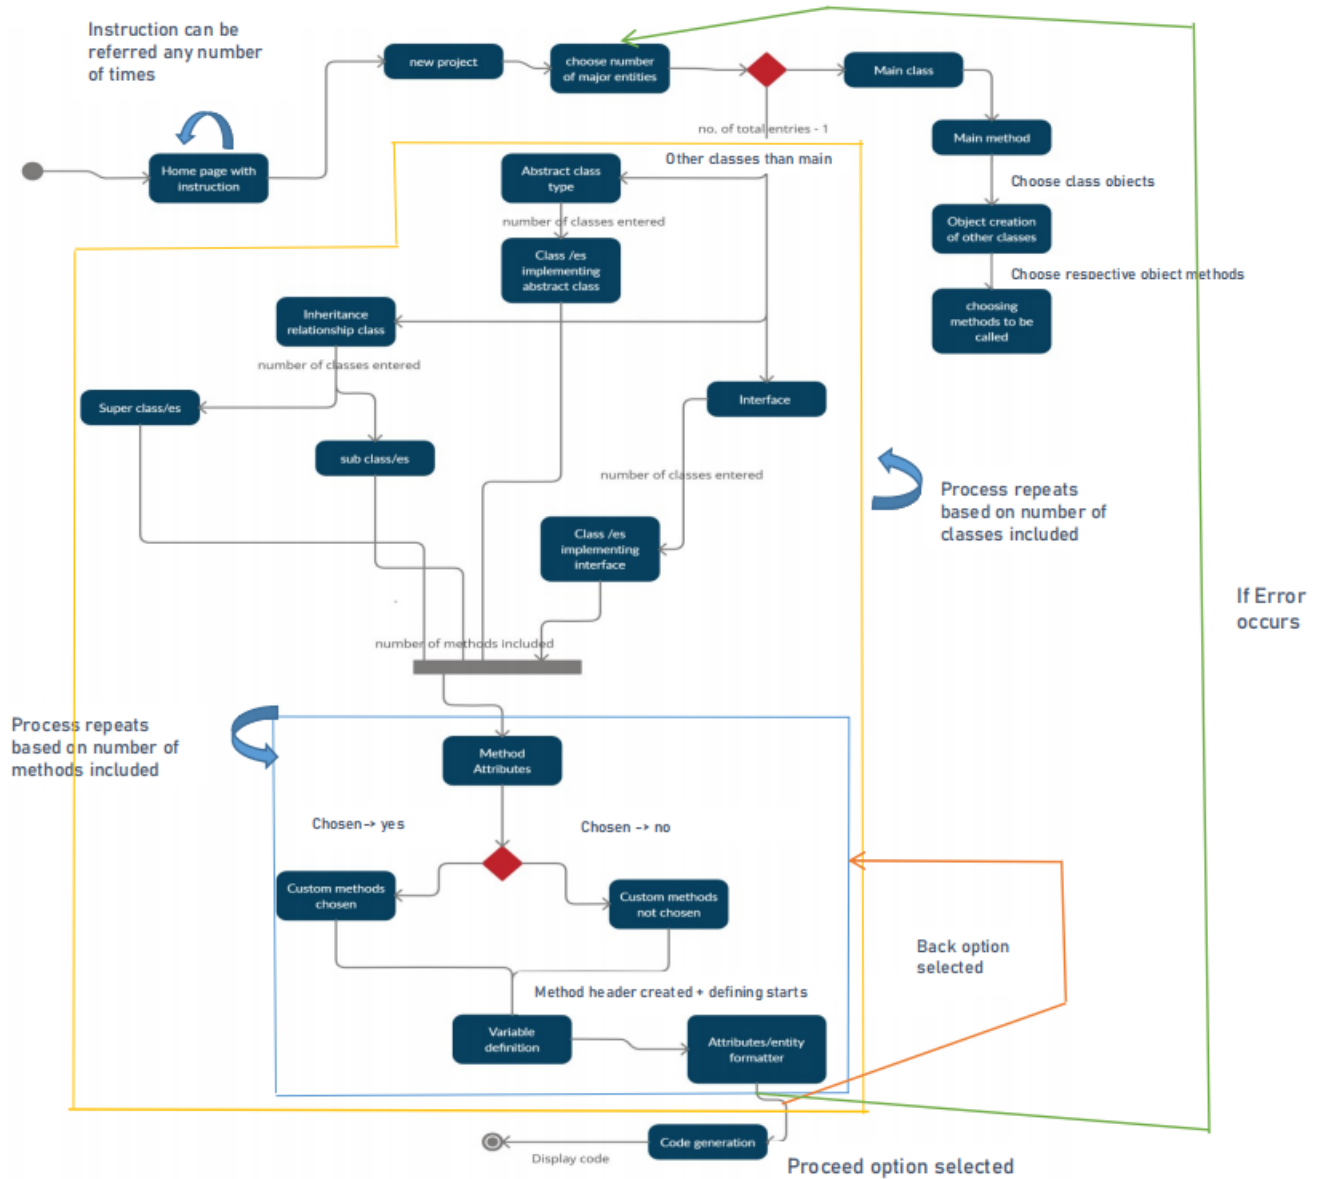 Instruction can be
referred any number
of times
new project
choose number
of major entities
Main class
no. of total entries - 1
Main method
Home page with
instruction
Abstract class
type
Other classes than main
Choose class objects
number of classes entered
Object creation
of other classes
Class /es
implementing
abstract class
Choose respective object methods
Inheritance
relationship class
choosing
methods to be
called
number of classes entered
Super class/es
Interface
sub class/es
number of classes entered
Process repeats
based on number of
classes included
Class /es
implementing
interface
If Error
occurs
number of methods included
Process repeats
based on number of
methods included
Method
Attributes
Chosen-> yes
Chosen -> no
Custom methods
chosen
Custom methods
not chosen
Back option
selected
Method header created + defining starts
Variable
definition
Attributes/entity
formatter
Code generation
Display code
Proceed option selected